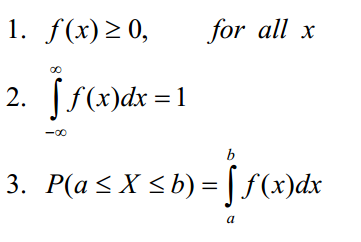 1. f(x) ≥ 0, for all x
2. ∫_{-∞}^{∞} f(x)dx = 1
3. P(a ≤ X ≤ b) = ∫_{a}^{b} f(x)dx